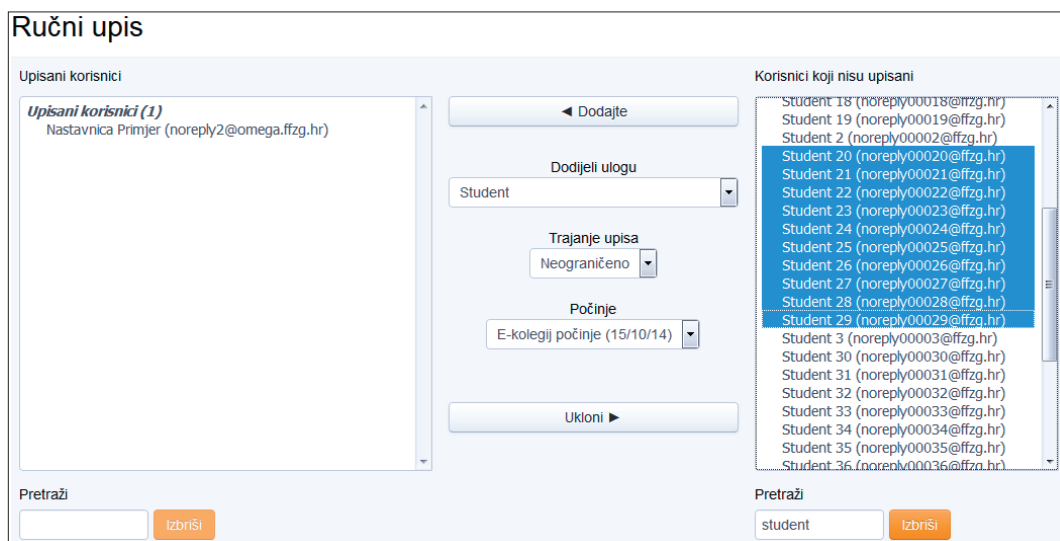 Ručni upis
Upisani korisnici
Upisani korisnici (1)
Nastavnica Primjer (noreply2@omega.ffzg.hr)
Pretraži
Izbriši
◄ Dodajte
Dodijeli ulogu
Student
Trajanje upisa
Neograničeno
Počinje
E-kolegij počinje (15/10/14)
Ukloni ►
Korisnici koji nisu upisani
Student 18 (noreply00018@ffzg.hr)
Student 19 (noreply00019@ffzg.hr)
Student 2 (noreply00002@ffzg.hr)
Student 20 (noreply00020@ffzg.hr)
Student 21 (noreply00021@ffzg.hr)
Student 22 (noreply00022@ffzg.hr)
Student 23 (noreply00023@ffzg.hr)
Student 24 (noreply00024@ffzg.hr)
Student 25 (noreply00025@ffzg.hr)
Student 26 (noreply00026@ffzg.hr)
Student 27 (noreply00027@ffzg.hr)
Student 28 (noreply00028@ffzg.hr)
Student 29 (noreply00029@ffzg.hr)
Student 3 (noreply00003@ffzg.hr)
Student 30 (noreply00030@ffzg.hr)
Student 31 (noreply00031@ffzg.hr)
Student 32 (noreply00032@ffzg.hr)
Student 33 (noreply00033@ffzg.hr)
Student 34 (noreply00034@ffzg.hr)
Student 35 (noreply00035@ffzg.hr)
Student 36 (noreply00036@ffzg.hr)
Pretraži
student
Izbriši